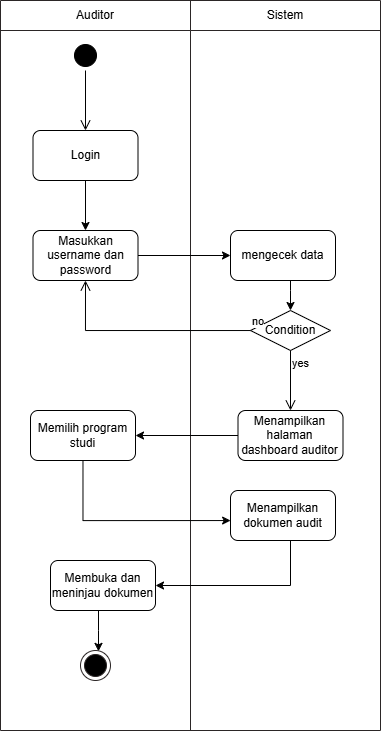 Auditor
Sistem
Login
Masukkan
username dan
password
mengecek data
no
Condition
yes
Menampilkan
halaman
dashboard auditor
Memilih program
studi
Menampilkan
dokumen audit
Membuka dan
meninjau dokumen